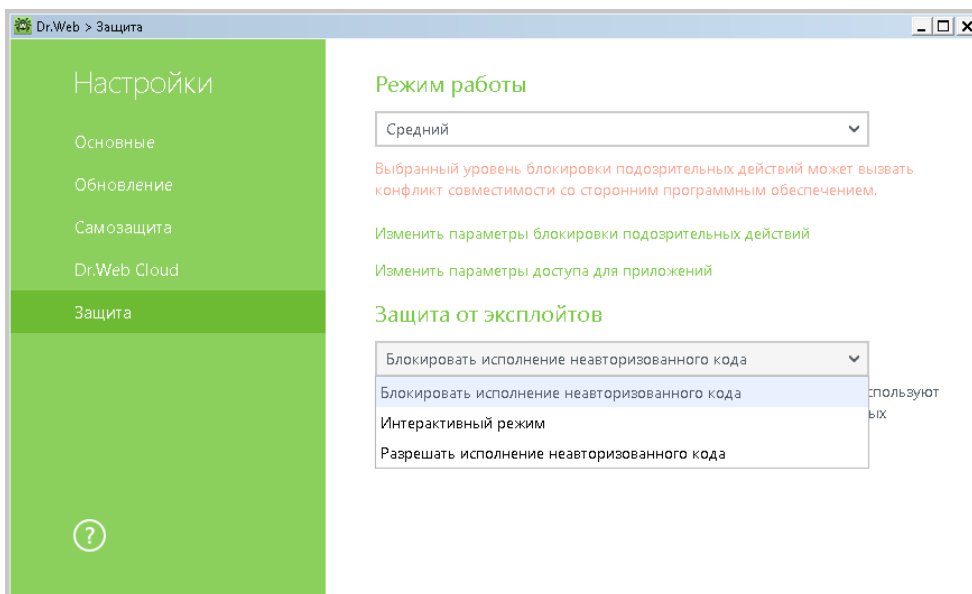 Dr.Web > Защита
Настройки
Основные
Обновление
Самозащита
Dr.Web Cloud
Защита
?
Режим работы
Средний
Выбранный уровень блокировки подозрительных действий может вызвать
конфликт совместимости со сторонним программным обеспечением.
Изменить параметры блокировки подозрительных действий
Изменить параметры доступа для приложений
Защита от эксплойтов
Блокировать исполнение неавторизованного кода
Блокировать исполнение неавторизованного кода
Интерактивный режим
Разрешать исполнение неавторизованного кода